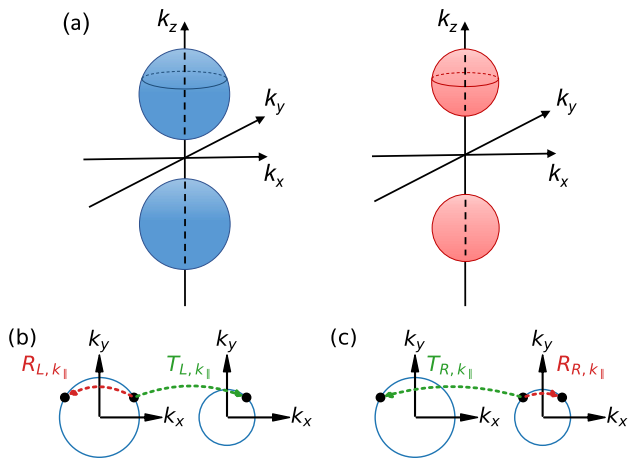 (a)
k_z
k_y
k_x
k_z
k_y
k_x
(b)
k_y
R_{L,k_∥}
T_{L,k_∥}
k_y
k_x
k_x
(c)
k_y
T_{R,k_∥}
k_y
R_{R,k_∥}
k_x
k_x